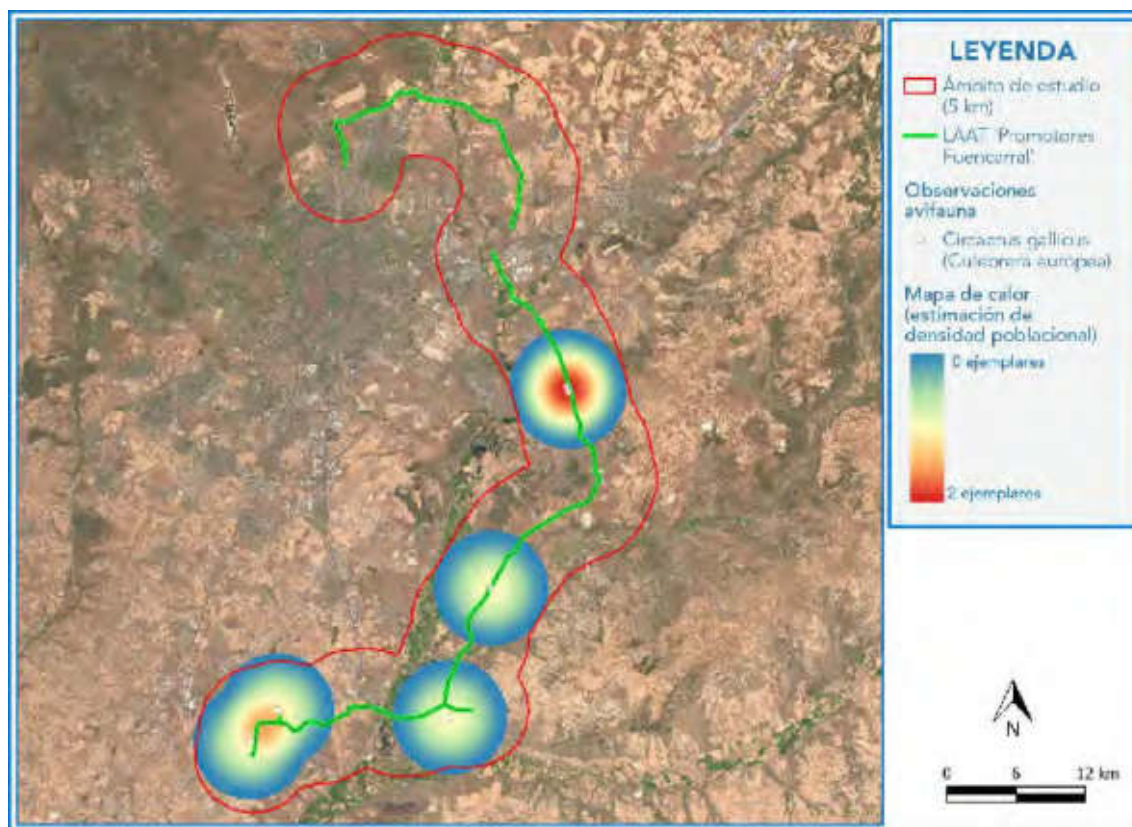 LEYENDA
Ámbito de estudio
(5 km)
LAAT 'Promotores
Fuencarral'
Observaciones
avifauna
Circaetus gallicus
(Culebrera europea)
Mapa de calor
(estimación de
densidad poblacional)
0 ejemplares
2 ejemplares
N
0 6 12 km